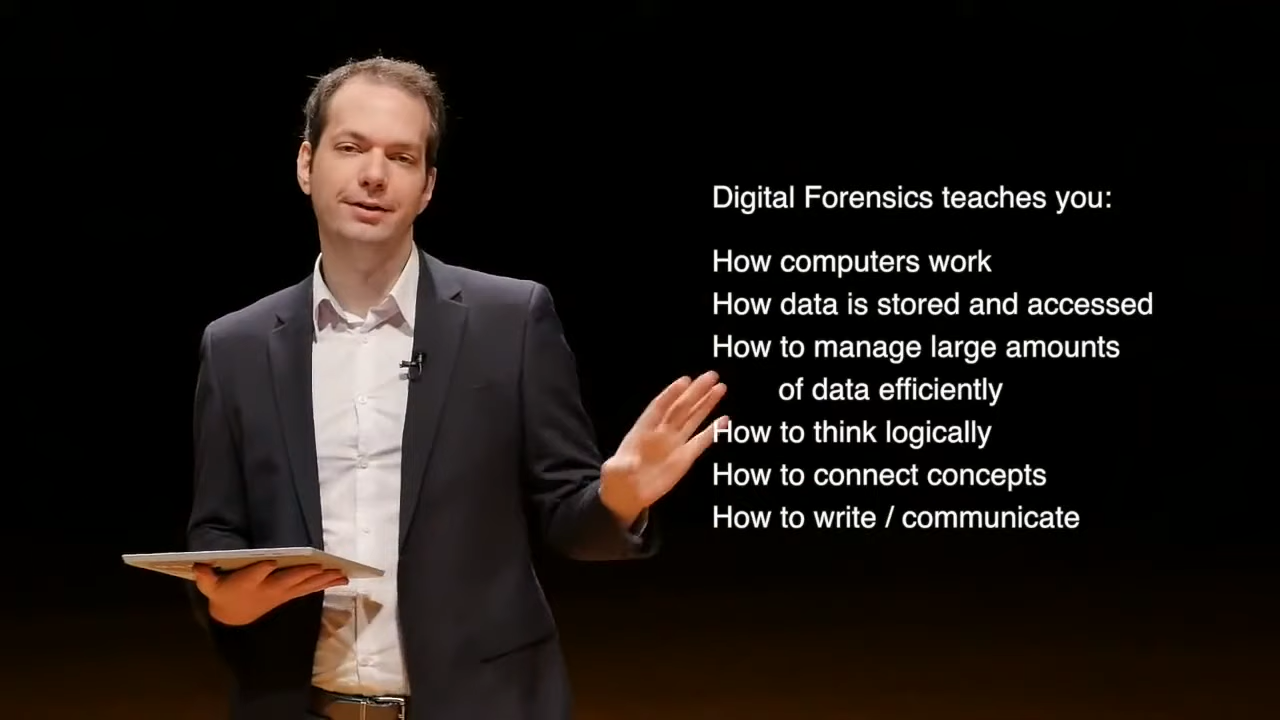 Digital Forensics teaches you:
How computers work
How data is stored and accessed
How to manage large amounts
of data efficiently
How to think logically
How to connect concepts
How to write / communicate